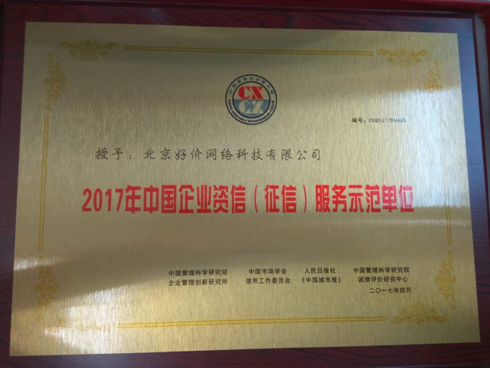 CX
CZ
编号：
授予：北京好价网络科技有限公司
2017年中国企业资信（征信）服务示范单位
中国管理科学研究院 中国市场学会 人民日报社 中国管理科学研究院
企业管理创新研究所 信用工作委员会 《中国城市报》 诚信评价研究中心
二〇一七年四月